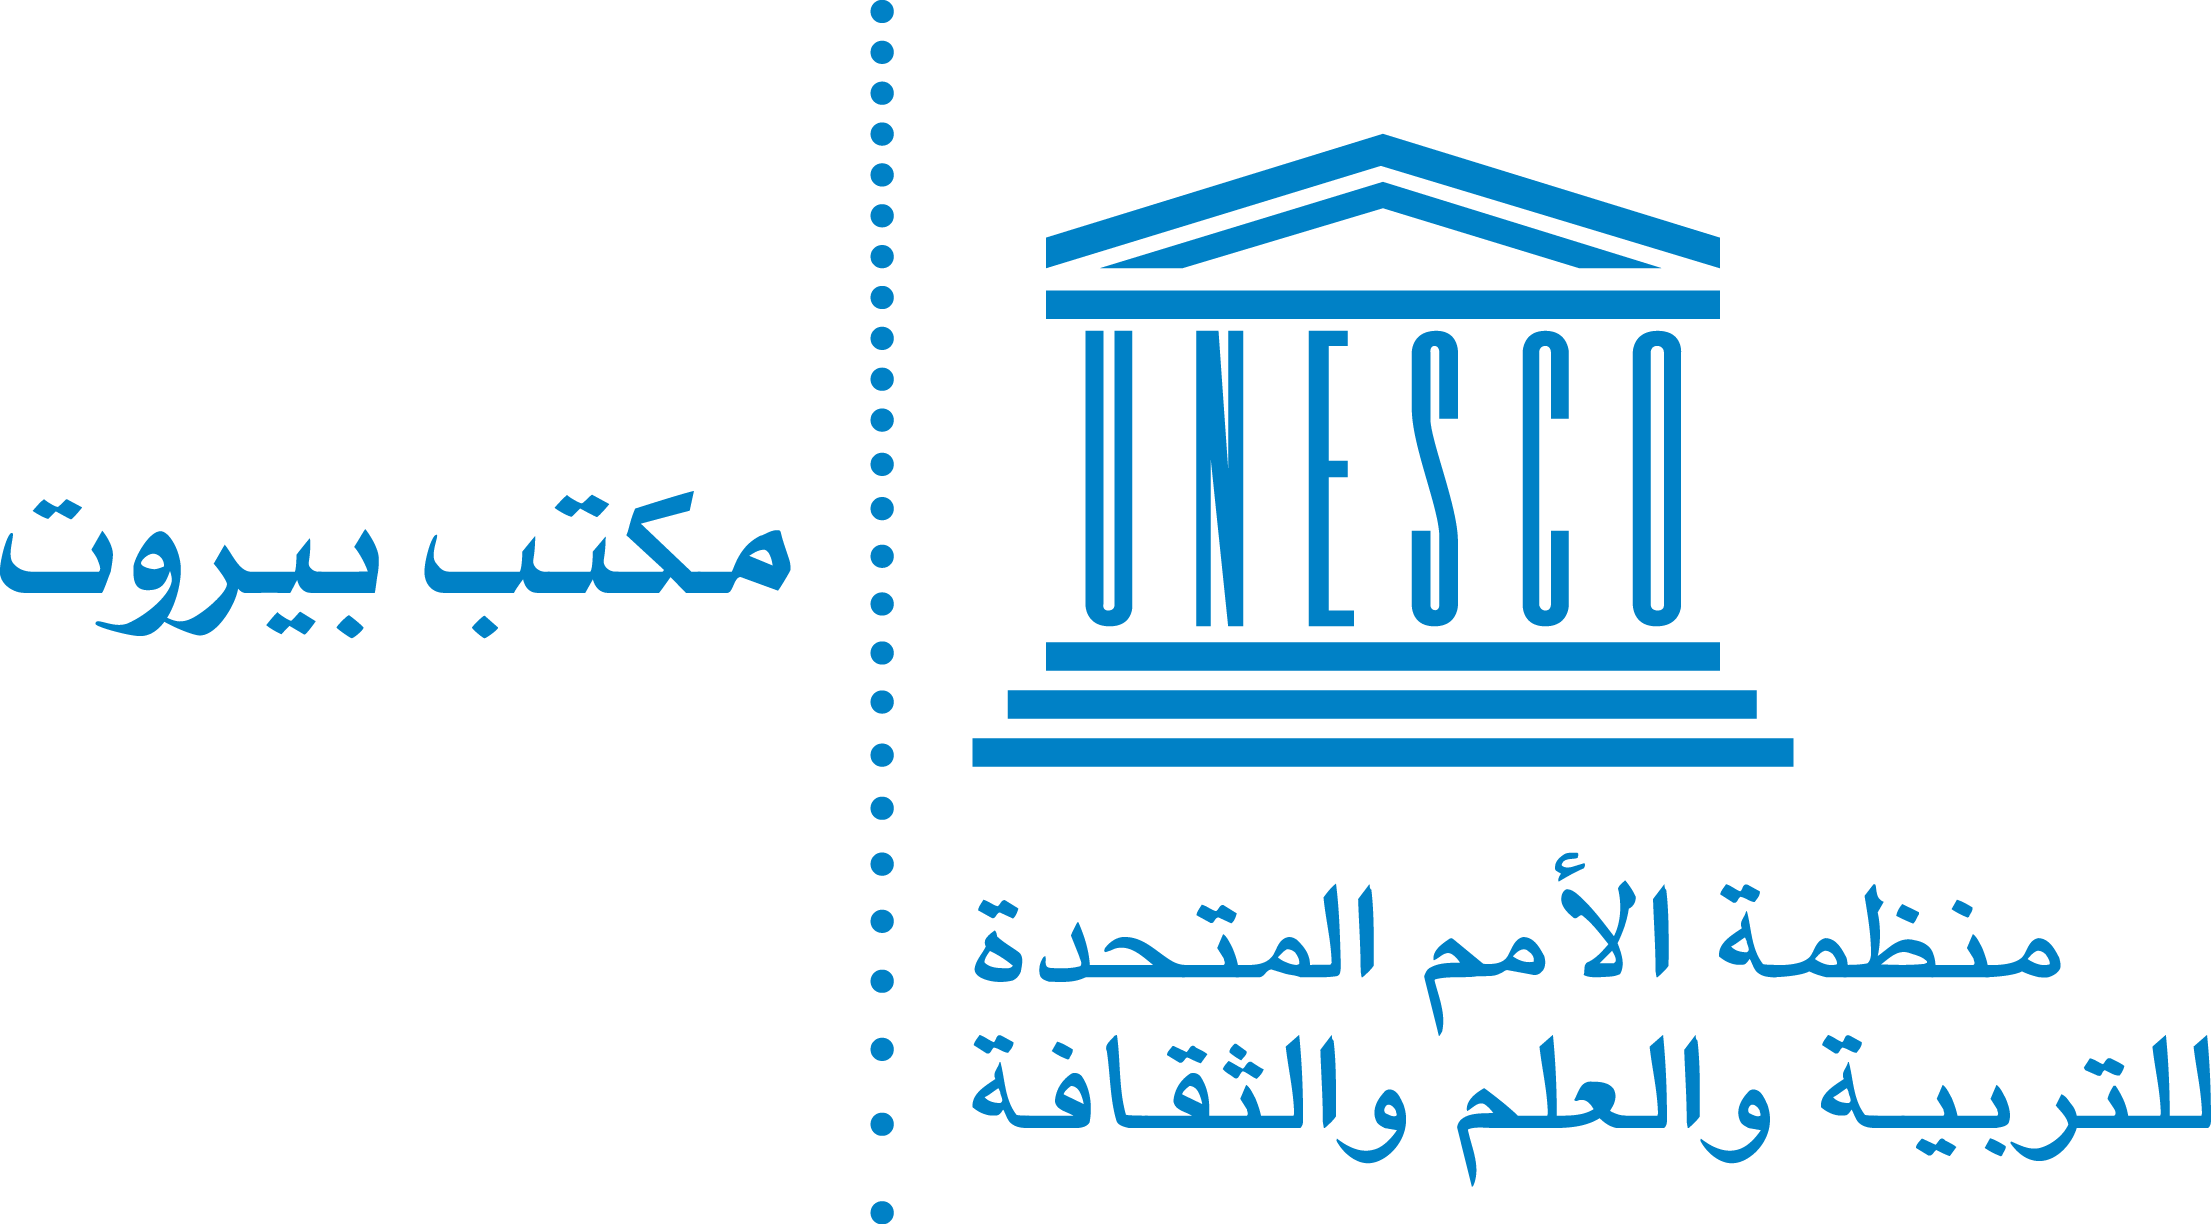 UNESCO
منظمة الأمم المتحدة
للتربية والعلم والثقافة
مكتب بيروت